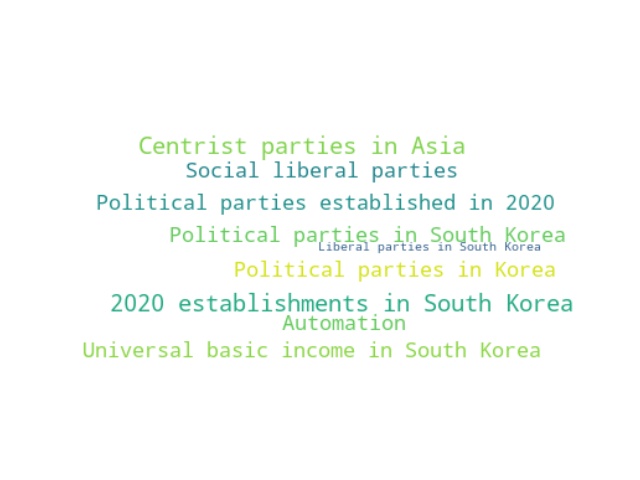 Centrist parties in Asia
Social liberal parties
Political parties established in 2020
Political parties in South Korea
Liberal parties in South Korea
Political parties in Korea
2020 establishments in South Korea
Automation
Universal basic income in South Korea